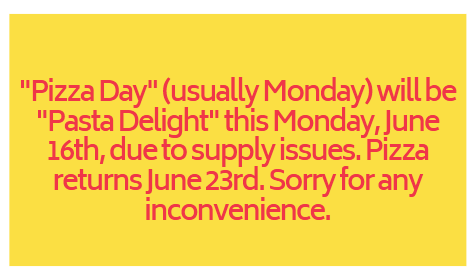 "Pizza Day" (usually Monday) will be
"Pasta Delight" this Monday, June
16th, due to supply issues. Pizza
returns June 23rd. Sorry for any
inconvenience.